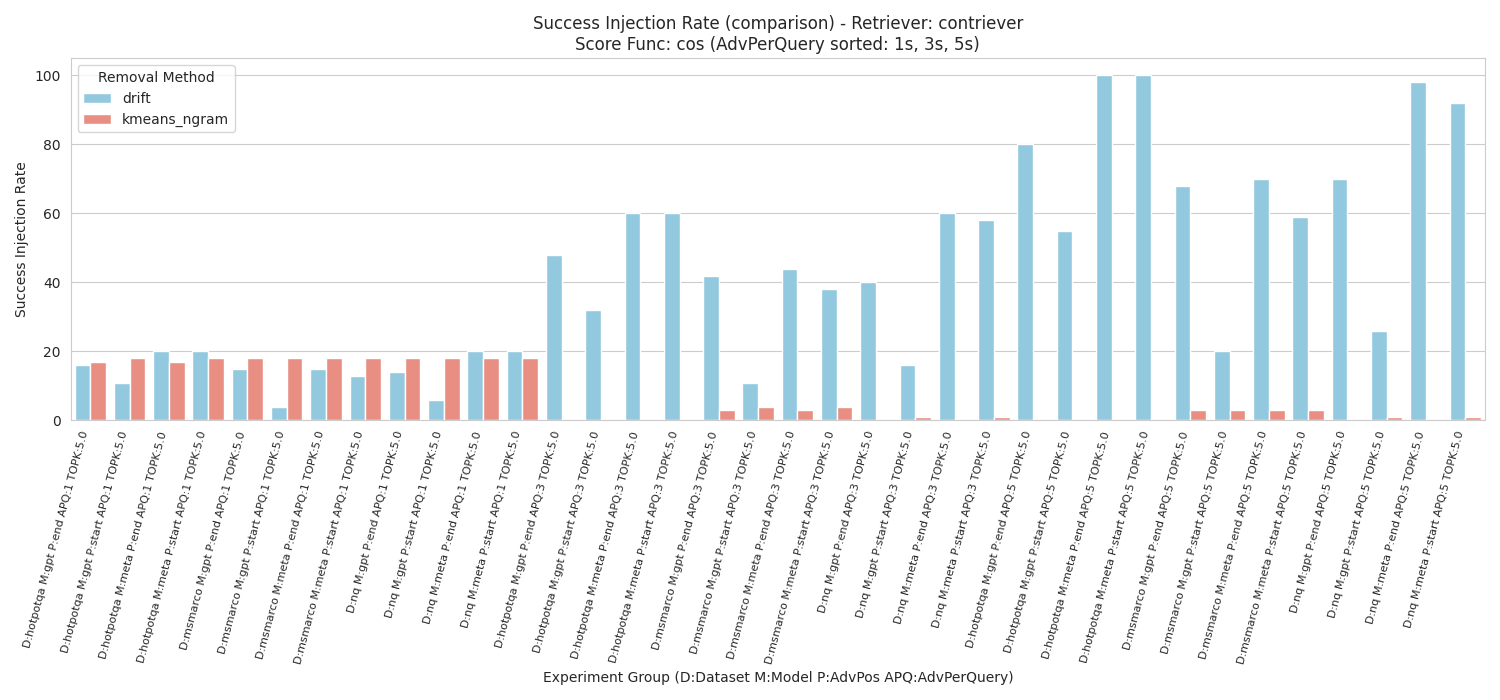 Success Injection Rate (comparison) - Retriever: contriever
Score Func: cos (AdvPerQuery sorted: 1s, 3s, 5s)
Removal Method
drift
kmeans_ngram
Success Injection Rate
100
80
60
40
20
0
D:hotpotqa M:gpt P:end APQ:1 TOPK:5.0
D:hotpotqa M:gpt P:start APQ:1 TOPK:5.0
D:hotpotqa M:meta P:end APQ:1 TOPK:5.0
D:hotpotqa M:meta P:start APQ:1 TOPK:5.0
D:msmarco M:gpt P:end APQ:1 TOPK:5.0
D:msmarco M:gpt P:start APQ:1 TOPK:5.0
D:msmarco M:meta P:end APQ:1 TOPK:5.0
D:msmarco M:meta P:start APQ:1 TOPK:5.0
D:nq M:gpt P:end APQ:1 TOPK:5.0
D:nq M:gpt P:start APQ:1 TOPK:5.0
D:nq M:meta P:end APQ:1 TOPK:5.0
D:nq M:meta P:start APQ:1 TOPK:5.0
D:hotpotqa M:gpt P:end APQ:3 TOPK:5.0
D:hotpotqa M:gpt P:start APQ:3 TOPK:5.0
D:hotpotqa M:meta P:end APQ:3 TOPK:5.0
D:hotpotqa M:meta P:start APQ:3 TOPK:5.0
D:msmarco M:gpt P:end APQ:3 TOPK:5.0
D:msmarco M:gpt P:start APQ:3 TOPK:5.0
D:msmarco M:meta P:end APQ:3 TOPK:5.0
D:msmarco M:meta P:start APQ:3 TOPK:5.0
D:nq M:gpt P:end APQ:3 TOPK:5.0
D:nq M:gpt P:start APQ:3 TOPK:5.0
D:nq M:meta P:end APQ:3 TOPK:5.0
D:nq M:meta P:start APQ:3 TOPK:5.0
D:hotpotqa M:gpt P:end APQ:5 TOPK:5.0
D:hotpotqa M:gpt P:start APQ:5 TOPK:5.0
D:hotpotqa M:meta P:end APQ:5 TOPK:5.0
D:hotpotqa M:meta P:start APQ:5 TOPK:5.0
D:msmarco M:gpt P:end APQ:5 TOPK:5.0
D:msmarco M:gpt P:start APQ:5 TOPK:5.0
D:msmarco M:meta P:end APQ:5 TOPK:5.0
D:msmarco M:meta P:start APQ:5 TOPK:5.0
D:nq M:gpt P:end APQ:5 TOPK:5.0
D:nq M:gpt P:start APQ:5 TOPK:5.0
D:nq M:meta P:end APQ:5 TOPK:5.0
D:nq M:meta P:start APQ:5 TOPK:5.0
Experiment Group (D:Dataset M:Model P:AdvPos APQ:AdvPerQuery)